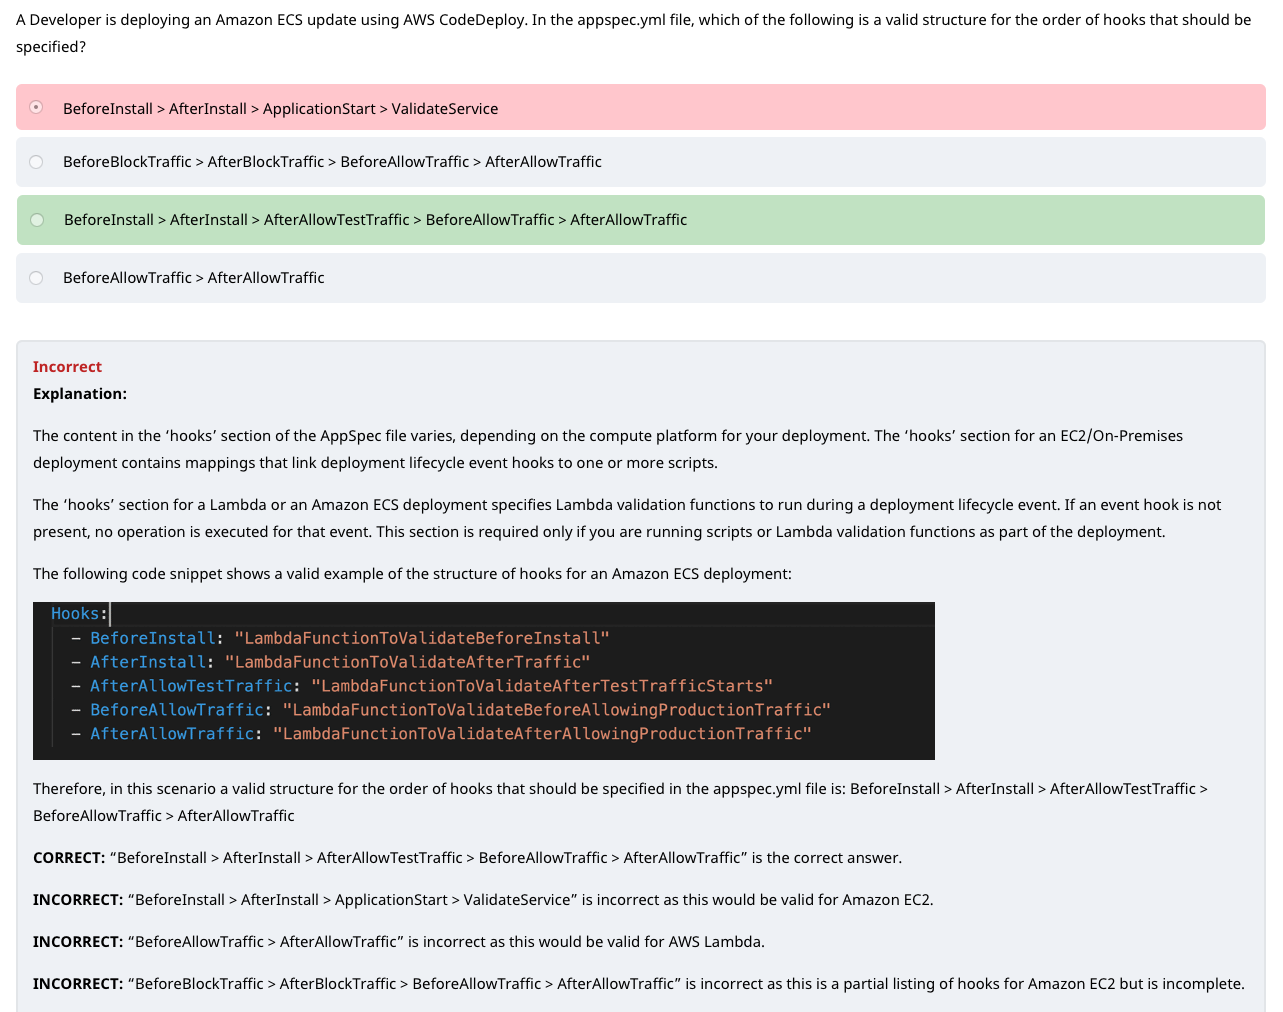 A Developer is deploying an Amazon ECS update using AWS CodeDeploy. In the appspec.yml file, which of the following is a valid structure for the order of hooks that should be
specified?
BeforeInstall > AfterInstall > ApplicationStart > ValidateService
BeforeBlockTraffic > AfterBlockTraffic > BeforeAllowTraffic > AfterAllowTraffic
BeforeInstall > AfterInstall > AfterAllowTestTraffic > BeforeAllowTraffic > AfterAllowTraffic
BeforeAllowTraffic > AfterAllowTraffic
Incorrect
Explanation:
The content in the ‘hooks’ section of the AppSpec file varies, depending on the compute platform for your deployment. The ‘hooks’ section for an EC2/On-Premises
deployment contains mappings that link deployment lifecycle event hooks to one or more scripts.
The ‘hooks’ section for a Lambda or an Amazon ECS deployment specifies Lambda validation functions to run during a deployment lifecycle event. If an event hook is not
present, no operation is executed for that event. This section is required only if you are running scripts or Lambda validation functions as part of the deployment.
The following code snippet shows a valid example of the structure of hooks for an Amazon ECS deployment:
Hooks:
- BeforeInstall: "LambdaFunctionToValidateBeforeInstall"
- AfterInstall: "LambdaFunctionToValidateAfterTraffic"
- AfterAllowTestTraffic: "LambdaFunctionToValidateAfterTestTrafficStarts"
- BeforeAllowTraffic: "LambdaFunctionToValidateBeforeAllowingProductionTraffic"
- AfterAllowTraffic: "LambdaFunctionToValidateAfterAllowingProductionTraffic"
Therefore, in this scenario a valid structure for the order of hooks that should be specified in the appspec.yml file is: BeforeInstall > AfterInstall > AfterAllowTestTraffic >
BeforeAllowTraffic > AfterAllowTraffic
CORRECT: “BeforeInstall > AfterInstall > AfterAllowTestTraffic > BeforeAllowTraffic > AfterAllowTraffic” is the correct answer.
INCORRECT: “BeforeInstall > AfterInstall > ApplicationStart > ValidateService” is incorrect as this would be valid for Amazon EC2.
INCORRECT: “BeforeAllowTraffic > AfterAllowTraffic” is incorrect as this would be valid for AWS Lambda.
INCORRECT: “BeforeBlockTraffic > AfterBlockTraffic > BeforeAllowTraffic > AfterAllowTraffic” is incorrect as this is a partial listing of hooks for Amazon EC2 but is incomplete.